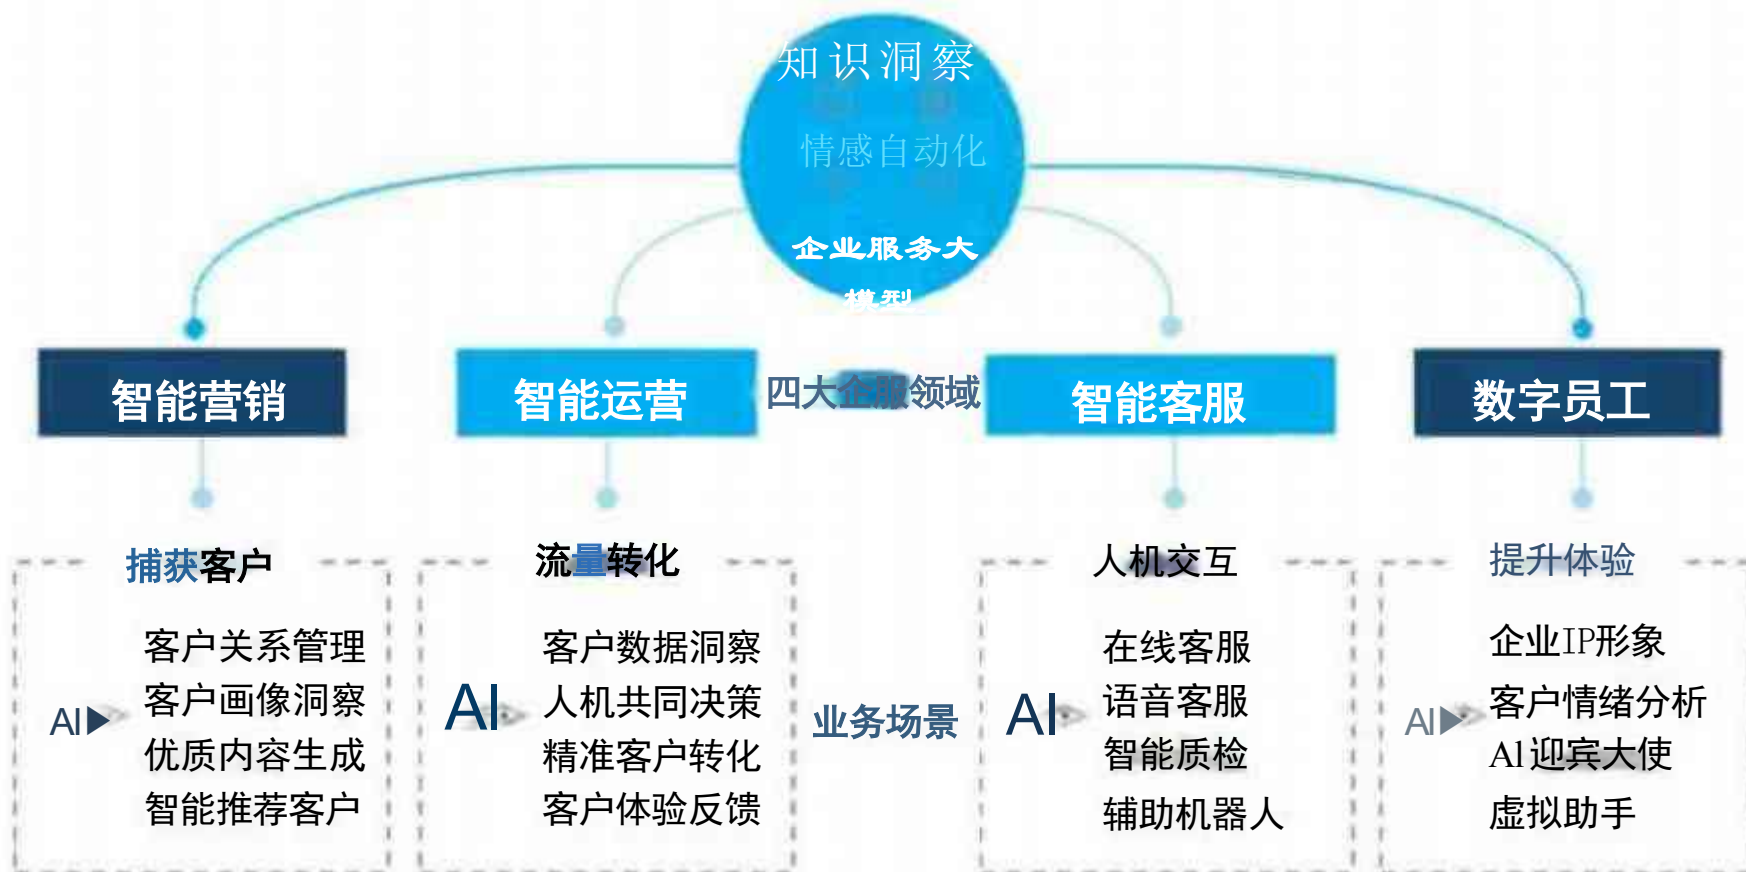 知识洞察
情感自动化
企业服务大
模型
智能营销
智能运营
四大企服领域
智能客服
数字员工
捕获客户
AI
客户关系管理
客户画像洞察
优质内容生成
智能推荐客户
流量转化
AI
客户数据洞察
人机共同决策
精准客户转化
客户体验反馈
业务场景
人机交互
AI
在线客服
语音客服
智能质检
辅助机器人
提升体验
AI
企业IP形象
客户情绪分析
Al迎宾大使
虚拟助手